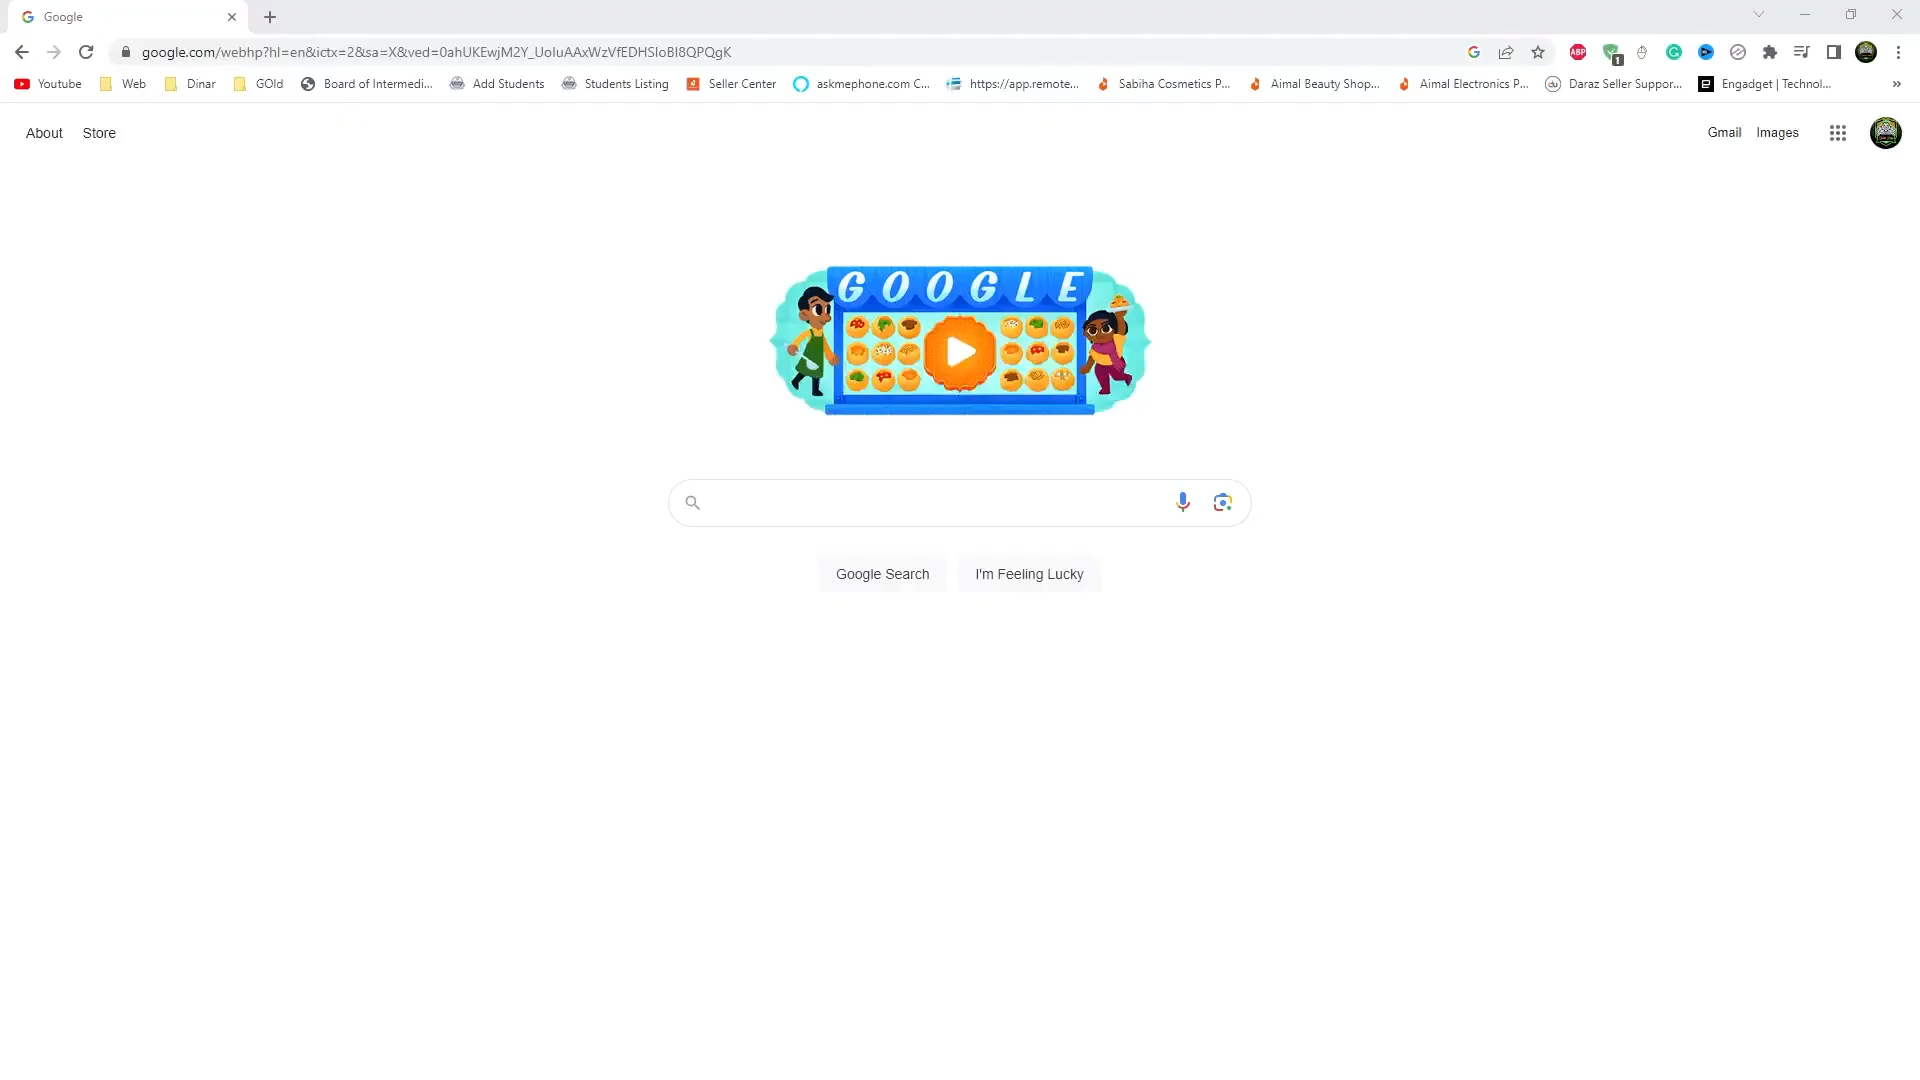 Google
google.com/webhp?hl=en&ictx=2&sa=X&ved=0ahUKEwjM2Y_UoIuAAxWzVfEDHSIoBI8QPQgK
1
Youtube Web Dinar GOld Board of Intermedi... Add Students Students Listing Seller Center askmephone.com C... https://app.remote... Sabiha Cosmetics P... Aimal Beauty Shop... Aimal Electronics P... Daraz Seller Suppor... Engadget | Technol...
About Store Gmail Images
GOOGLE
Google Search I'm Feeling Lucky